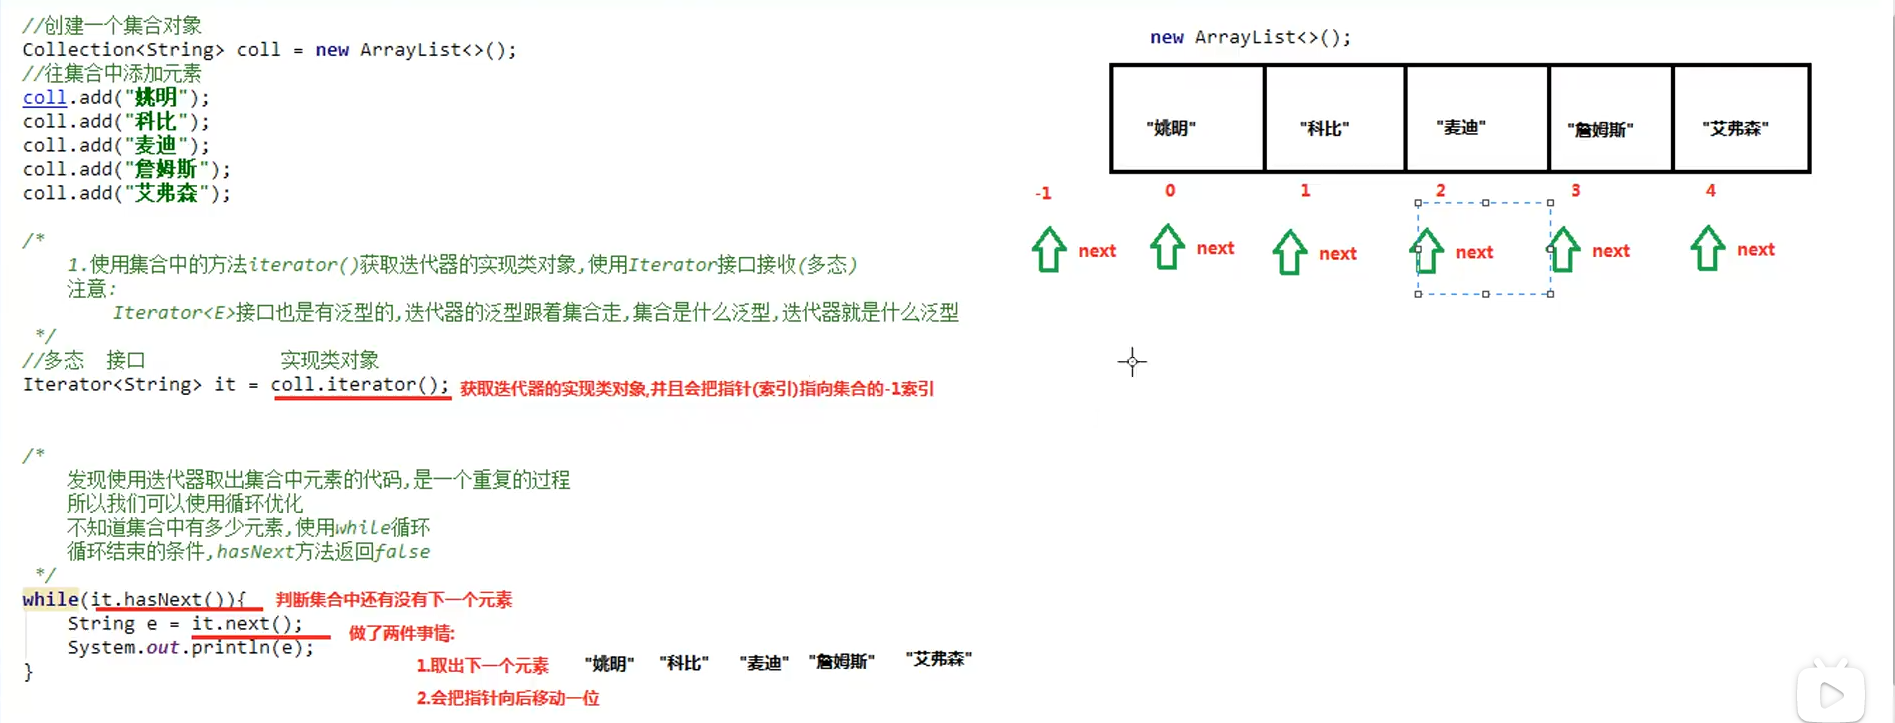 //创建一个集合对象
Collection<String> coll = new ArrayList<>();
//往集合中添加元素
coll.add("姚明");
coll.add("科比");
coll.add("麦迪");
coll.add("詹姆斯");
coll.add("艾弗森");
/*
1.使用集合中的方法iterator()获取迭代器的实现类对象,使用Iterator接口接收(多态)
注意:
Iterator<E>接口也是有泛型的,迭代器的泛型跟着集合走,集合是什么泛型,迭代器就是什么泛型
*/
//多态 接口 实现类对象
Iterator<String> it = coll.iterator(); 获取迭代器的实现类对象,并且会把指针(索引)指向集合的-1索引
/*
发现使用迭代器取出集合中元素的代码,是一个重复的过程
所以我们可以使用循环优化
不知道集合中有多少元素,使用while循环
循环结束的条件,hasNext方法返回false
*/
while(it.hasNext()){ 判断集合中还有没有下一个元素
String e = it.next(); 做了两件事情:
System.out.println(e);
1.取出下一个元素 "姚明" "科比" "麦迪" "詹姆斯" "艾弗森"
}
2.会把指针向后移动一位
new ArrayList<>();
"姚明" "科比" "麦迪" "詹姆斯" "艾弗森"
-1 0 1 2 3 4
next next next next next next